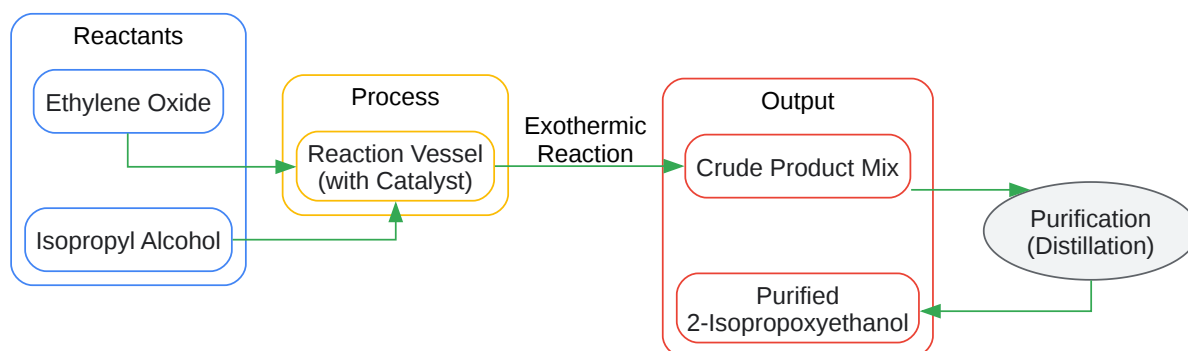 Reactants
Ethylene Oxide
Isopropyl Alcohol
Process
Reaction Vessel
(with Catalyst)
Exothermic
Reaction
Output
Crude Product Mix
Purification
(Distillation)
Purified
2-Isopropoxyethanol